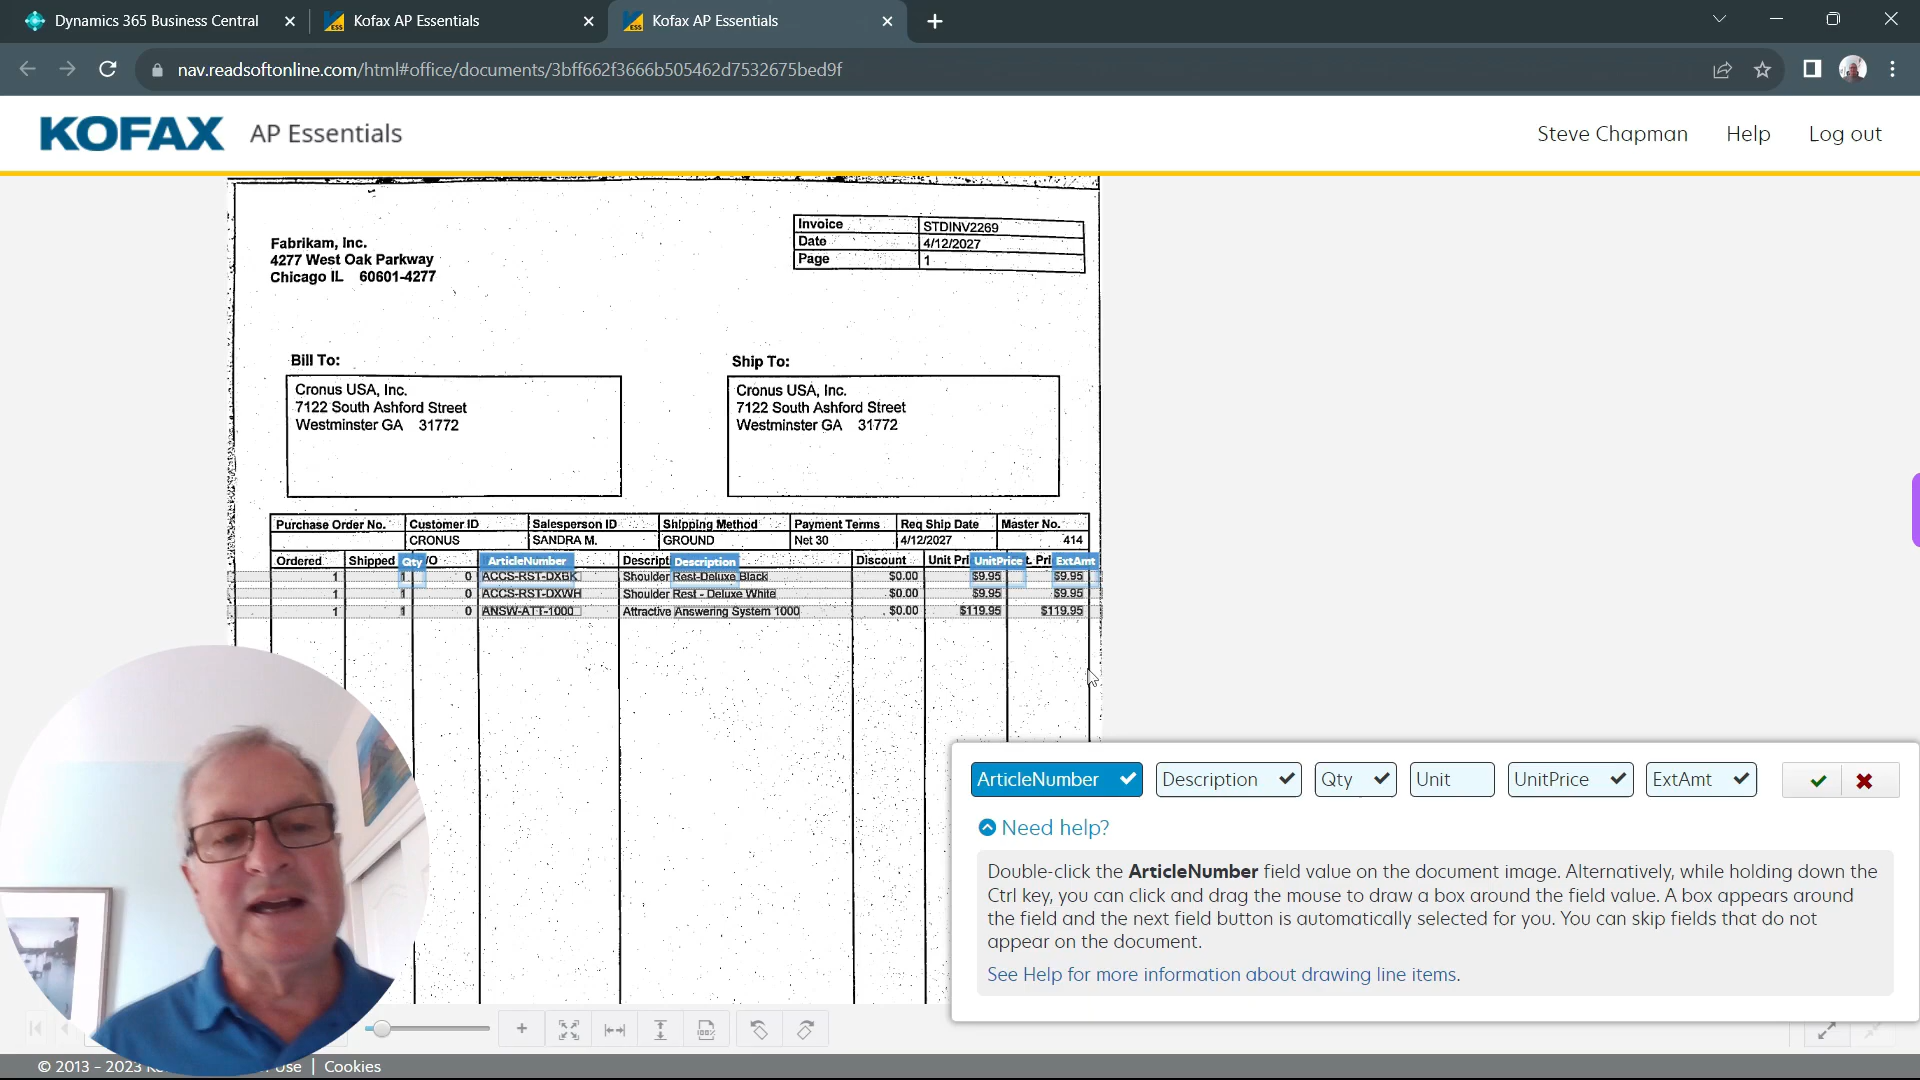 Dynamics 365 Business Central
Kofax AP Essentials
Kofax AP Essentials
nav.readsoftonline.com/html#office/documents/3bff662f3666b505462d7532675bed9f
KOFAX AP Essentials
Steve Chapman Help Log out
Invoice STDINV2269
Date 4/12/2027
Page 1
Fabrikam, Inc.
4277 West Oak Parkway
Chicago IL 60601-4277
Bill To:
Cronus USA, Inc.
7122 South Ashford Street
Westminster GA 31772
Ship To:
Cronus USA, Inc.
7122 South Ashford Street
Westminster GA 31772
Purchase Order No. Customer ID Salesperson ID Shipping Method Payment Terms Req Ship Date Master No.
CRONUS SANDRA M. GROUND Net 30 4/12/2027 414
Ordered Shipped Qty /O ArticleNumber Descript Description Discount Unit Pri UnitPrice t. Pri ExtAmt
1 1 0 ACCS-RST-DXBK Shoulder Rest-Deluxe Black $0.00 $9.95 $9.95
1 1 0 ACCS-RST-DXWH Shoulder Rest - Deluxe White $0.00 $9.95 $9.95
1 1 0 ANSW-ATT-1000 Attractive Answering System 1000 $0.00 $119.95 $119.95
ArticleNumber Description Qty Unit UnitPrice ExtAmt
Need help?
Double-click the ArticleNumber field value on the document image. Alternatively, while holding down the
Ctrl key, you can click and drag the mouse to draw a box around the field value. A box appears around
the field and the next field button is automatically selected for you. You can skip fields that do not
appear on the document.
See Help for more information about drawing line items.
© 2013 – 2023 Use | Cookies